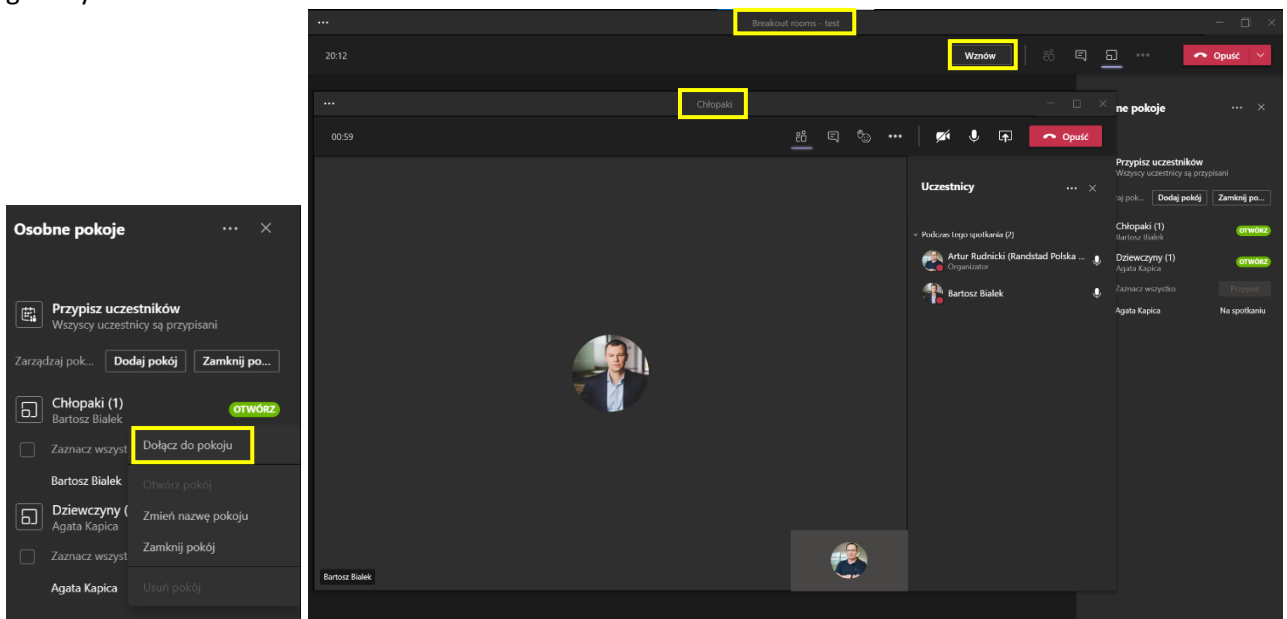 Osobne pokoje
Przypisz uczestników
Wszyscy uczestnicy są przypisani
Zarządzaj pok...
Dodaj pokój
Zamknij po...
Chłopaki (1)
OTWÓRZ
Bartosz Bialek
Zaznacz wszyst
Dołącz do pokoju
Bartosz Bialek
Otwórz pokój
Dziewczyny (
Agata Kapica
Zmień nazwę pokoju
Zaznacz wszyst
Zamknij pokój
Agata Kapica
Usuń pokój
Breakout rooms - test
20:12
Wznów
Opuść
Chłopaki
00:59
Opuść
Uczestnicy
Podczas tego spotkania (2)
Artur Rudnicki (Randstad Polska ...
Organizator
Bartosz Bialek
Bartosz Bialek
ne pokoje
Przypisz uczestników
Wszyscy uczestnicy są przypisani
aj pok...
Dodaj pokój
Zamknij po...
Chłopaki (1)
OTWÓRZ
Bartosz Bialek
Dziewczyny (1)
OTWÓRZ
Agata Kapica
Zaznacz wszystko
Przypisz
Agata Kapica
Na spotkaniu